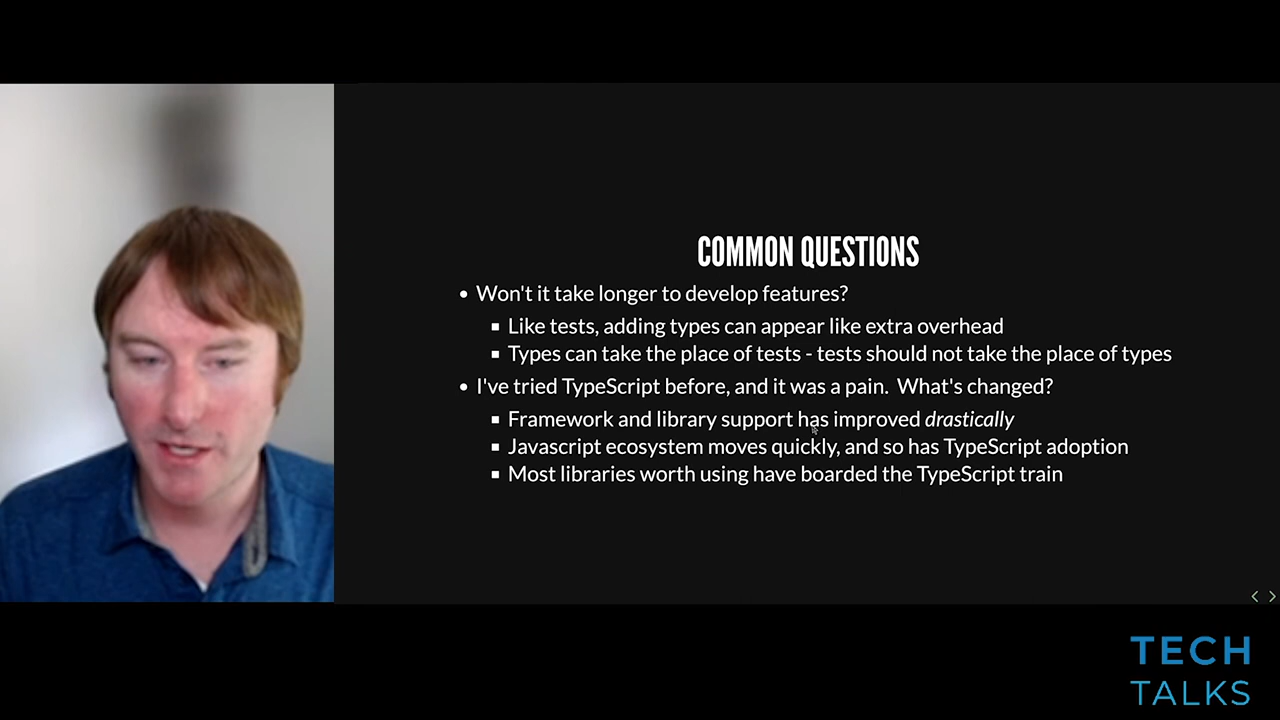 COMMON QUESTIONS
• Won't it take longer to develop features?
▪ Like tests, adding types can appear like extra overhead
▪ Types can take the place of tests - tests should not take the place of types
• I've tried TypeScript before, and it was a pain.  What's changed?
▪ Framework and library support has improved drastically
▪ Javascript ecosystem moves quickly, and so has TypeScript adoption
▪ Most libraries worth using have boarded the TypeScript train
TECH
TALKS